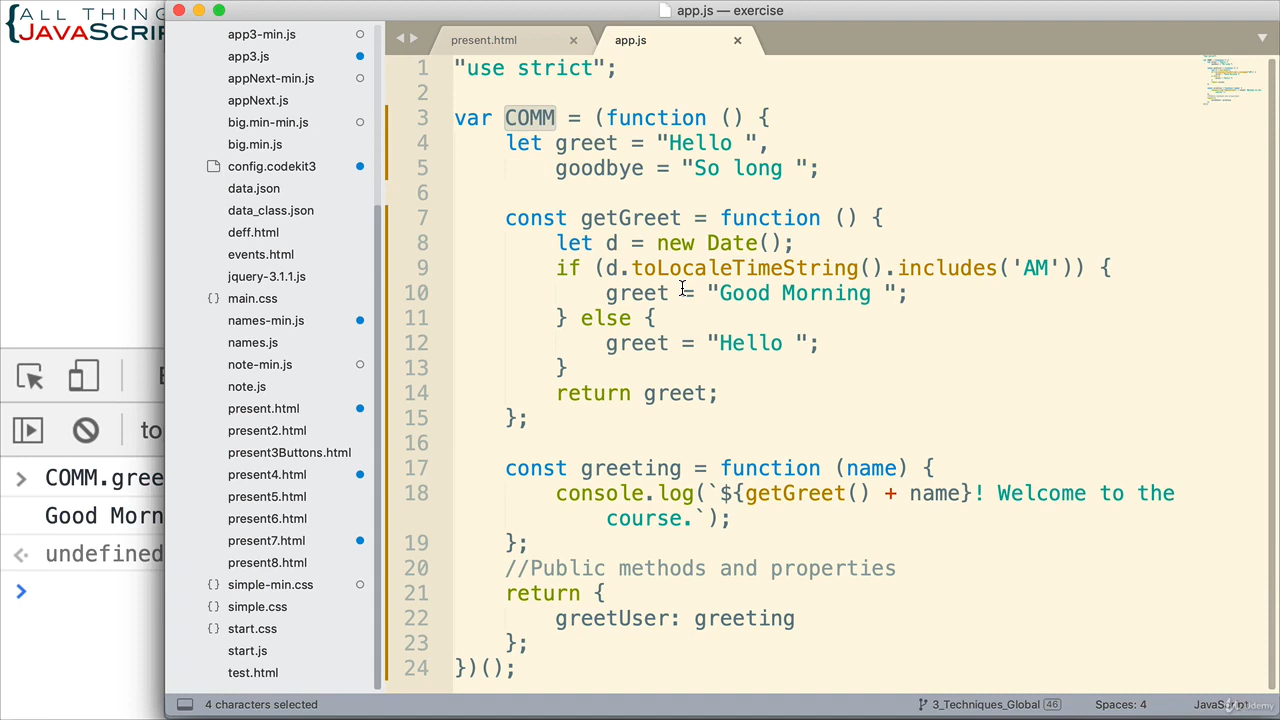 ALL THIN
JAVASCRI
app.js — exercise
present.html
app.js
app3-min.js
app3.js
appNext-min.js
appNext.js
big.min-min.js
big.min.js
config.codekit3
data.json
data_class.json
deff.html
events.html
jquery-3.1.1.js
main.css
names-min.js
names.js
note-min.js
note.js
present.html
present2.html
present3Buttons.html
present4.html
present5.html
present6.html
present7.html
present8.html
simple-min.css
simple.css
start.css
start.js
test.html
1 "use strict";
2
3 var COMM = (function () {
4 let greet = "Hello ",
5 goodbye = "So long ";
6
7 const getGreet = function () {
8 let d = new Date();
9 if (d.toLocaleTimeString().includes('AM')) {
10 greet = "Good Morning ";
11 } else {
12 greet = "Hello ";
13 }
14 return greet;
15 };
16
17 const greeting = function (name) {
18 console.log(`${getGreet() + name}! Welcome to the
course.`);
19 };
20 //Public methods and properties
21 return {
22 greetUser: greeting
23 };
24 })();
to
> COMM.gree
Good Morn
undefined
>
4 characters selected
3_Techniques_Global 46
Spaces: 4
JavaScript
Udemy